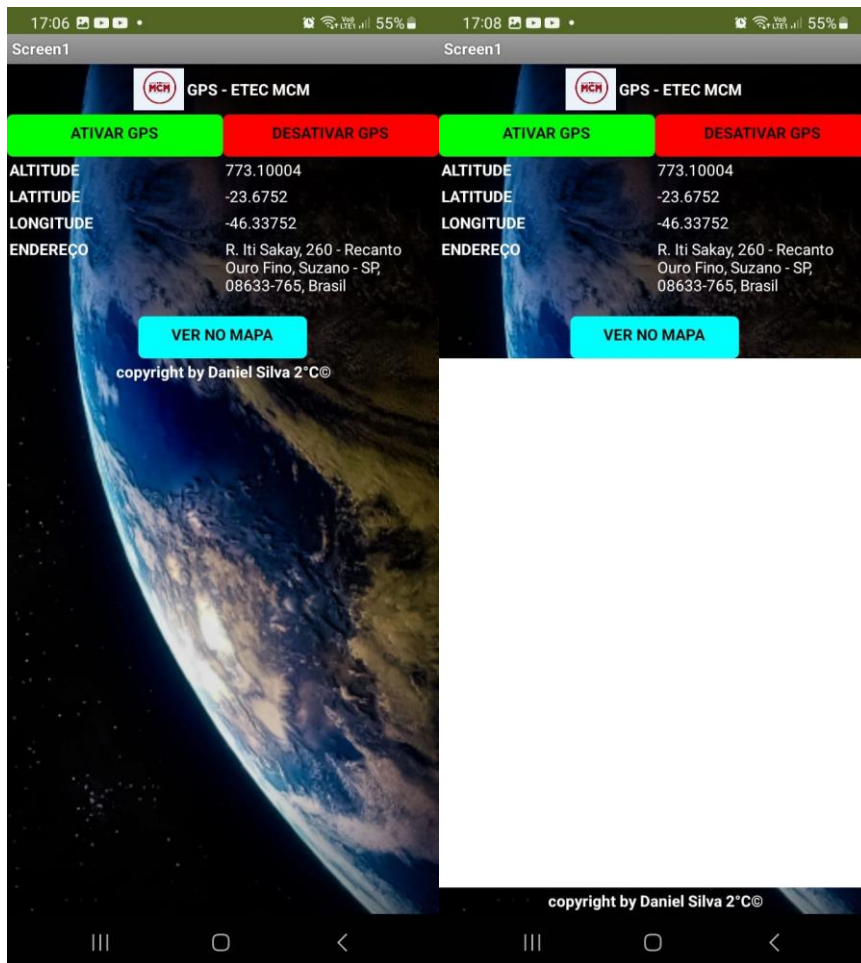 17:06
Vo)) LTE1 55%
Screen1
MCM GPS - ETEC MCM
ATIVAR GPS DESATIVAR GPS
ALTITUDE 773.10004
LATITUDE -23.6752
LONGITUDE -46.33752
ENDEREÇO R. Iti Sakay, 260 - Recanto
Ouro Fino, Suzano - SP,
08633-765, Brasil
VER NO MAPA
copyright by Daniel Silva 2°C©
17:08
Vo)) LTE1 55%
Screen1
MCM GPS - ETEC MCM
ATIVAR GPS DESATIVAR GPS
ALTITUDE 773.10004
LATITUDE -23.6752
LONGITUDE -46.33752
ENDEREÇO R. Iti Sakay, 260 - Recanto
Ouro Fino, Suzano - SP,
08633-765, Brasil
VER NO MAPA
copyright by Daniel Silva 2°C©